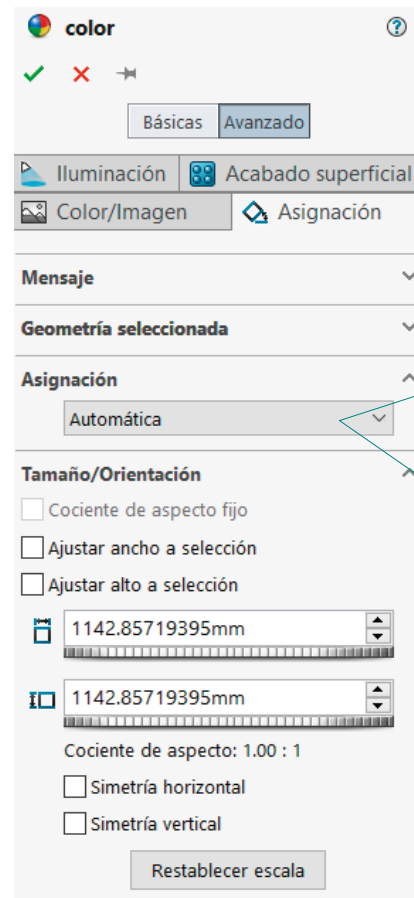 color
Básicas Avanzado
Iluminación Acabado superficial
Color/Imagen Asignación
Mensaje
Geometría seleccionada
Asignación
Automática
Tamaño/Orientación
Cociente de aspecto fijo
Ajustar ancho a selección
Ajustar alto a selección
1142.85719395mm
1142.85719395mm
Cociente de aspecto: 1.00 : 1
Simetría horizontal
Simetría vertical
Restablecer escala